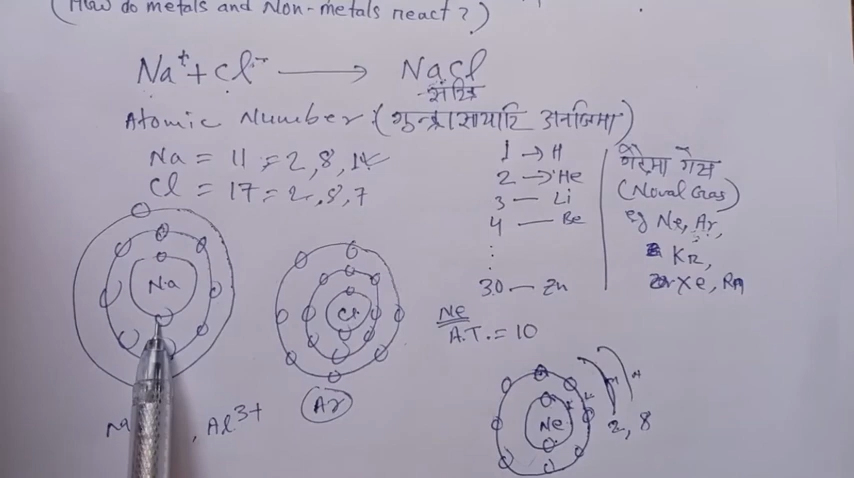 (How do metals and Non-metals react?)
Na⁺ + Cl⁻ → NaCl
Atomic Number: (
Na = 11 = 2, 8, 1
Cl = 17 = 2, 8, 7
1 → H
2 → He
3 — Li
4 — Be
:
30 — Zn
गैस
(Noval Gas)
eg Ne, Ar,
Kr,
Xe, Rn
Na
Cl
Ne
A.T. = 10
Ar
Na , Al³⁺
Ne
2, 8